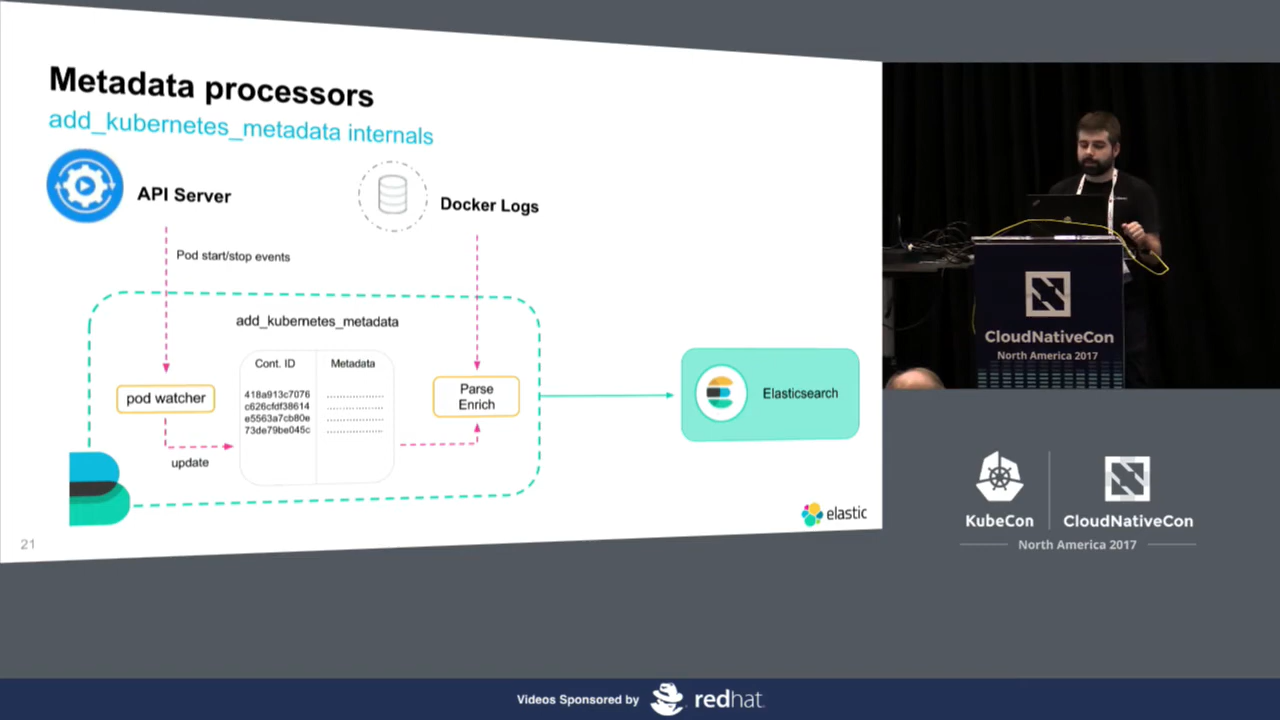 Metadata processors
add_kubernetes_metadata internals
API Server
Docker Logs
Pod start/stop events
add_kubernetes_metadata
Cont. ID
Metadata
418a913c7076
c626cfdf38614
e5563a7cb80e
73de79be045c
pod watcher
update
Parse
Enrich
Elasticsearch
elastic
21
CloudNativeCon
North America 2017
KubeCon
CloudNativeCon
North America 2017
Videos Sponsored by
redhat